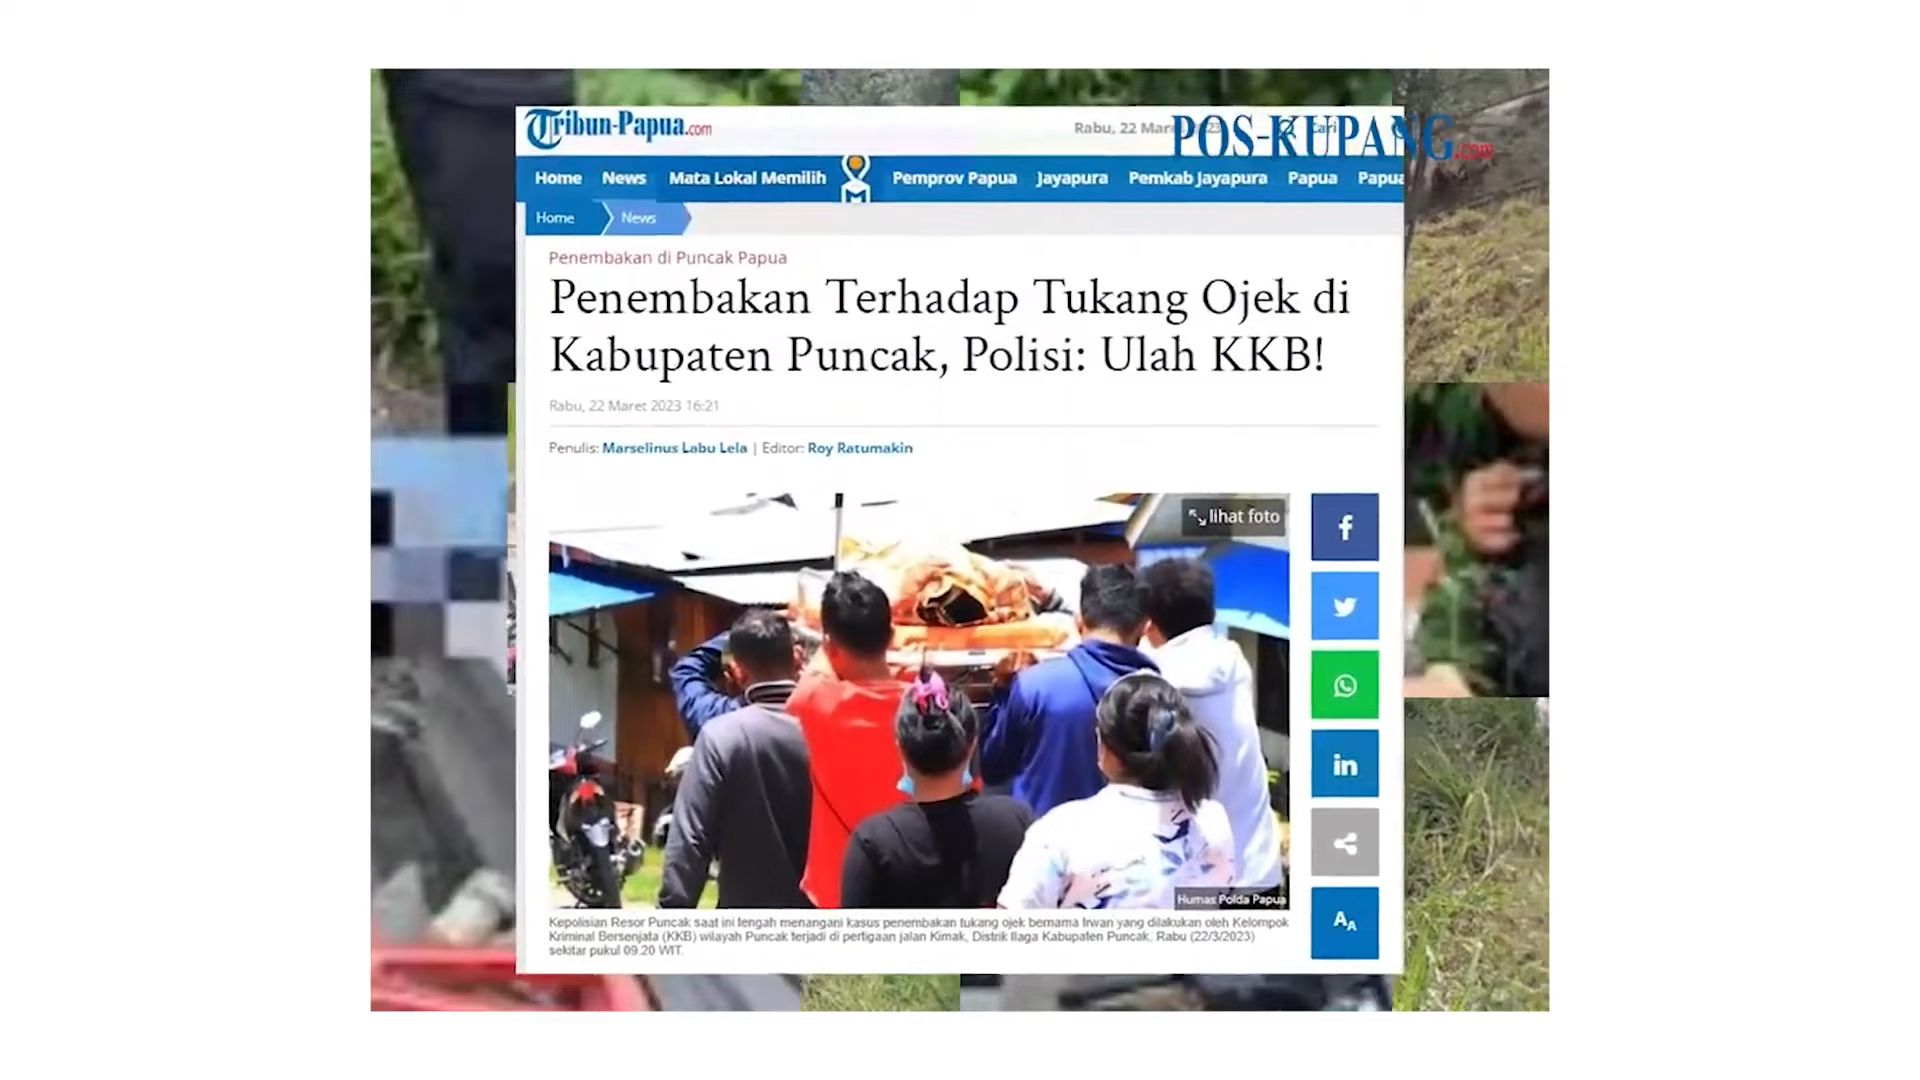 Tribun-Papua.com
Rabu, 22
POS-KUPANG.com
Home News Mata Lokal Memilih Pemprov Papua Jayapura Pemkab Jayapura Papua Papua
Home News
Penembakan di Puncak Papua
Penembakan Terhadap Tukang Ojek di
Kabupaten Puncak, Polisi: Ulah KKB!
Rabu, 22 Maret 2023 16:21
Penulis: Marselinus Labu Lela | Editor: Roy Ratumakin
lihat foto
f
in
AA
Humas Polda Papua
Kepolisian Resor Puncak saat ini tengah menangani kasus penembakan tukang ojek bernama Irwan yang dilakukan oleh Kelompok
Kriminal Bersenjata (KKB) wilayah Puncak terjadi di pertigaan jalan Kimak, Distrik Ilaga Kabupaten Puncak, Rabu (22/3/2023)
sekitar pukul 09.20 WIT.